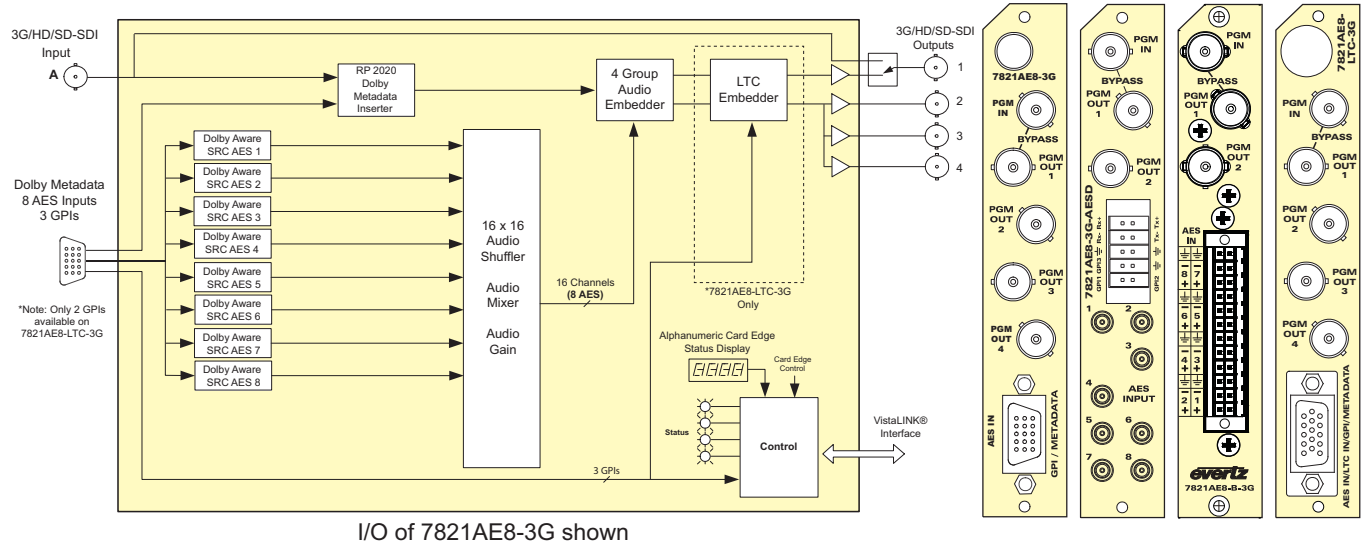 3G/HD/SD-SDI
Input
A
RP 2020
Dolby
Metadata
Inserter
4 Group
Audio
Embedder
LTC
Embedder
3G/HD/SD-SDI
Outputs
1
2
3
4
Dolby Metadata
8 AES Inputs
3 GPIs
*Note: Only 2 GPIs
available on
7821AE8-LTC-3G
Dolby Aware
SRC AES 1
Dolby Aware
SRC AES 2
Dolby Aware
SRC AES 3
Dolby Aware
SRC AES 4
Dolby Aware
SRC AES 5
Dolby Aware
SRC AES 6
Dolby Aware
SRC AES 7
Dolby Aware
SRC AES 8
16 x 16
Audio
Shuffler
Audio
Mixer
Audio
Gain
16 Channels
(8 AES)
*7821AE8-LTC-3G
Only
Alphanumeric Card Edge
Status Display
Card Edge
Control
Status
Control
VistaLINK®
Interface
3 GPIs
I/O of 7821AE8-3G shown
7821AE8-3G
PGM
IN
BYPASS
PGM
OUT
1
PGM
OUT
2
PGM
OUT
3
PGM
OUT
4
AES IN
GPI / METADATA
PGM
IN
BYPASS
PGM
OUT
1
PGM
OUT
2
7821AE8-3G-AESD
GPI1 GPI3 Rx- Rx+
GPI2 Tx- Tx+
1
2
3
4
AES
INPUT
5
6
7
8
PGM
IN
BYPASS
PGM
OUT
1
PGM
OUT
2
AES
IN
- -
8 7
+ +
- -
6 5
+ +
- -
4 3
+ +
- -
2 1
+ +
evertz
7821AE8-B-3G
7821AE8-
LTC-3G
PGM
IN
BYPASS
PGM
OUT
1
PGM
OUT
2
PGM
OUT
3
PGM
OUT
4
AES IN/LTC IN/GPI/METADATA